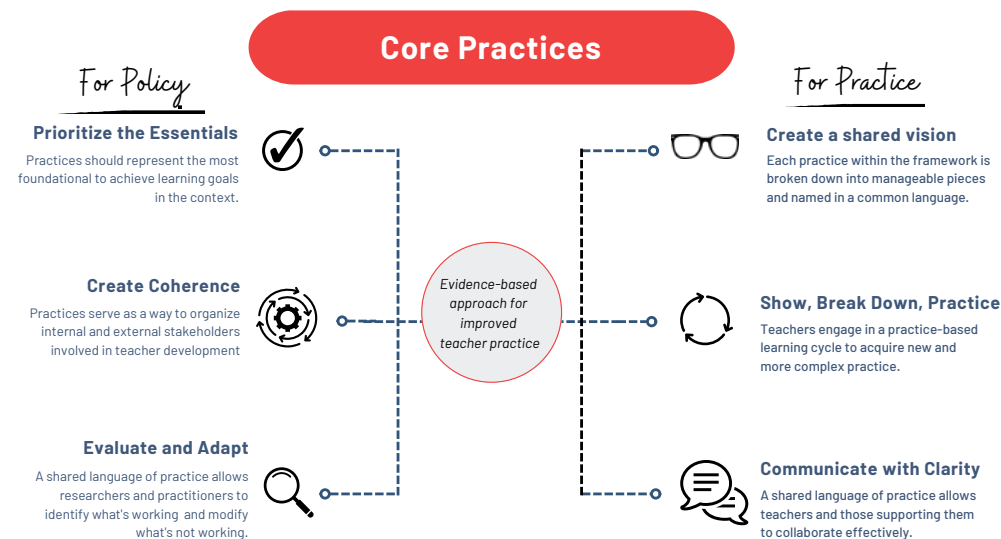 Core Practices
For Policy
Prioritize the Essentials
Practices should represent the most
foundational to achieve learning goals
in the context.
Create Coherence
Practices serve as a way to organize
internal and external stakeholders
involved in teacher development
Evaluate and Adapt
A shared language of practice allows
researchers and practitioners to
identify what's working and modify
what's not working.
Evidence-based
approach for
improved
teacher practice
For Practice
Create a shared vision
Each practice within the framework is
broken down into manageable pieces
and named in a common language.
Show, Break Down, Practice
Teachers engage in a practice-based
learning cycle to acquire new and
more complex practice.
Communicate with Clarity
A shared language of practice allows
teachers and those supporting them
to collaborate effectively.